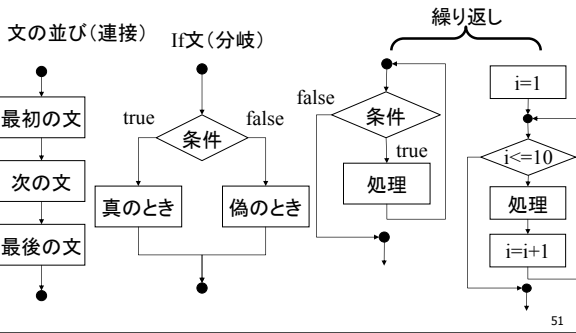 文の並び(連接)
最初の文
次の文
最後の文
If文(分岐)
true
false
条件
真のとき
偽のとき
繰り返し
false
条件
true
処理
i=1
i<=10
処理
i=i+1
51